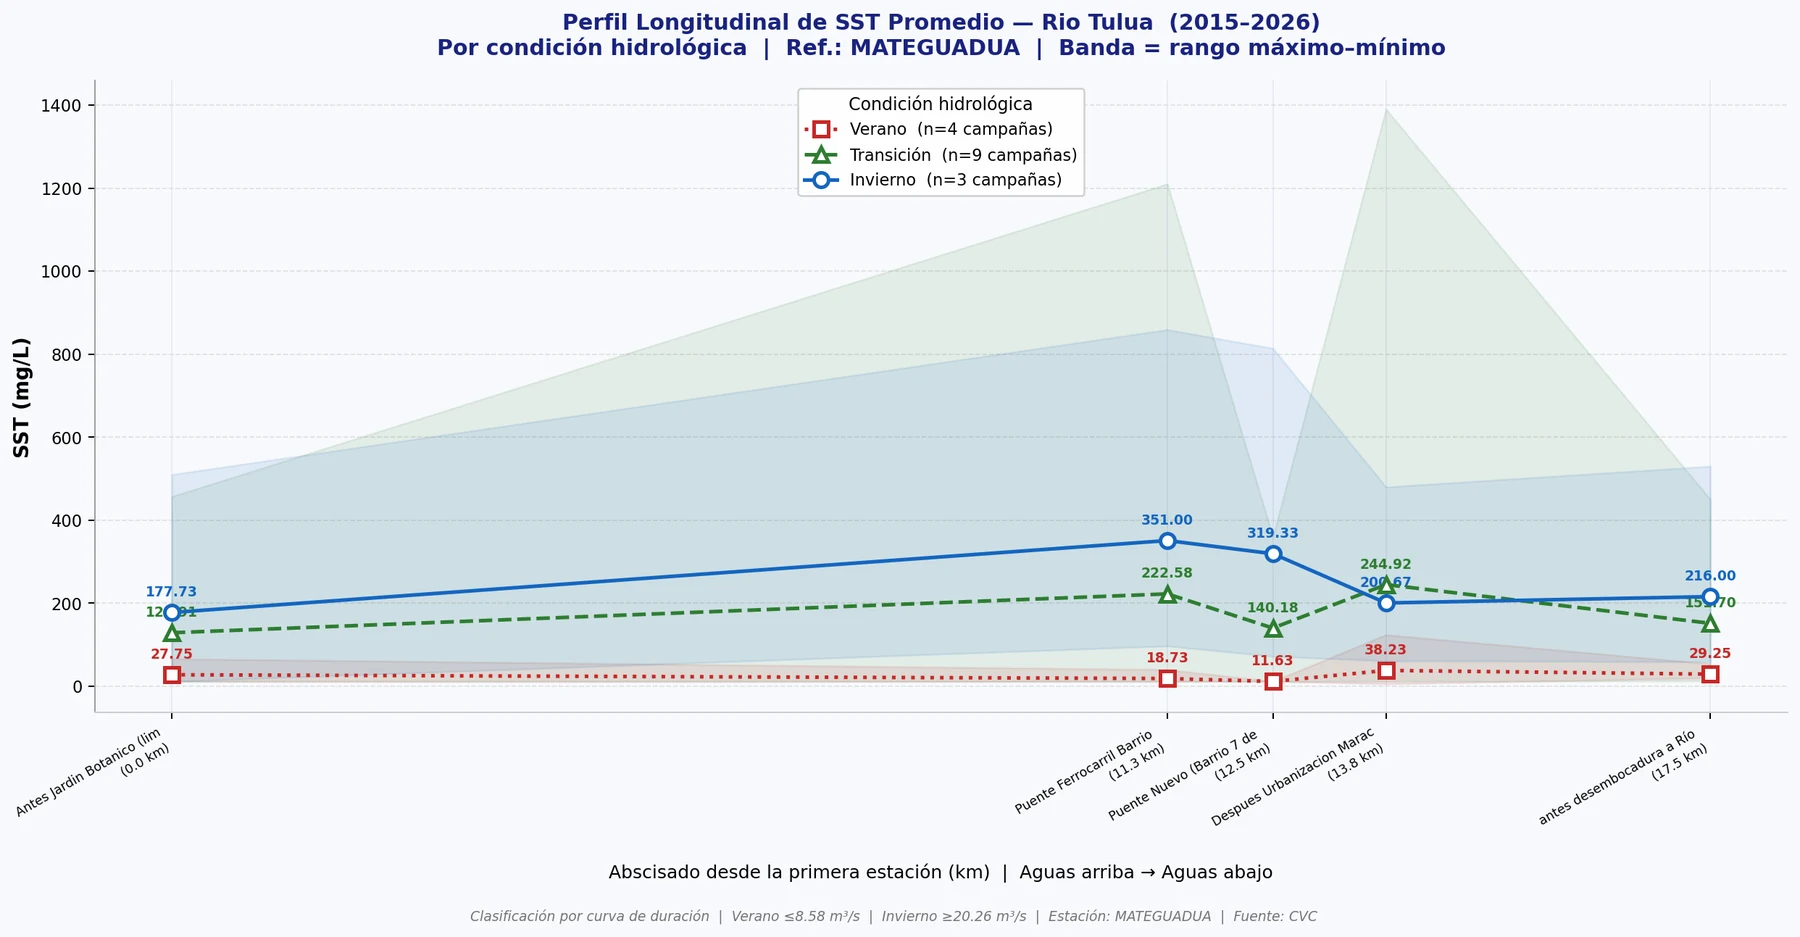 Perfil Longitudinal de SST Promedio — Rio Tulua  (2015–2026)
Por condición hidrológica  |  Ref.: MATEGUADUA  |  Banda = rango máximo–mínimo
SST (mg/L)
1400
1200
1000
800
600
400
200
0
Condición hidrológica
Verano  (n=4 campañas)
Transición  (n=9 campañas)
Invierno  (n=3 campañas)
177.73
27.75
351.00
222.58
18.73
319.33
140.18
11.63
244.92
200.67
38.23
216.00
29.25
Antes Jardin Botanico (lim
(0.0 km)
Puente Ferrocarril Barrio
(11.3 km)
Puente Nuevo (Barrio 7 de
(12.5 km)
Despues Urbanizacion Marac
(13.8 km)
antes desembocadura a Río
(17.5 km)
Abscisado desde la primera estación (km)  |  Aguas arriba → Aguas abajo
Clasificación por curva de duración  |  Verano ≤8.58 m³/s  |  Invierno ≥20.26 m³/s  |  Estación: MATEGUADUA  |  Fuente: CVC